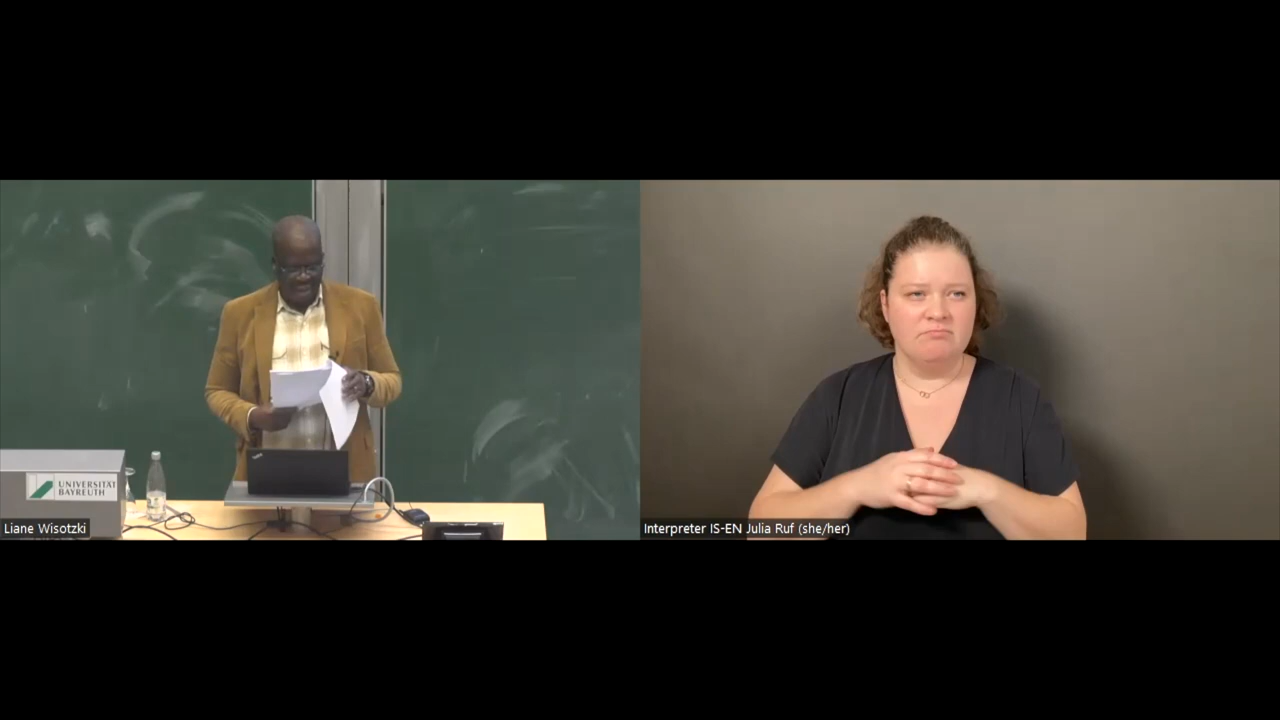 UNIVERSITÄT
BAYREUTH
Liane Wisotzki
Interpreter IS-EN Julia Ruf (she/her)